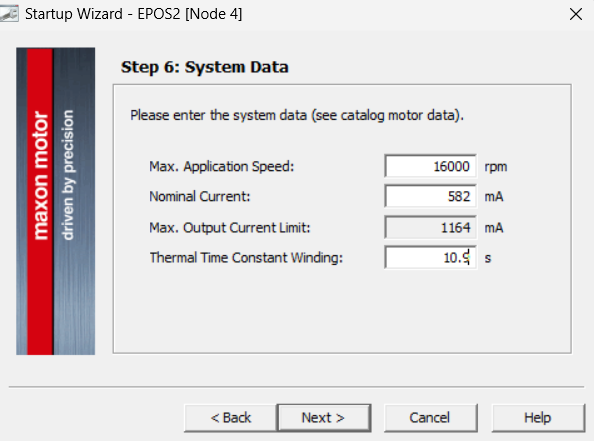 Startup Wizard - EPOS2 [Node 4]
maxon motor
driven by precision
Step 6: System Data
Please enter the system data (see catalog motor data).
Max. Application Speed: 16000 rpm
Nominal Current: 582 mA
Max. Output Current Limit: 1164 mA
Thermal Time Constant Winding: 10.9 s
< Back Next > Cancel Help